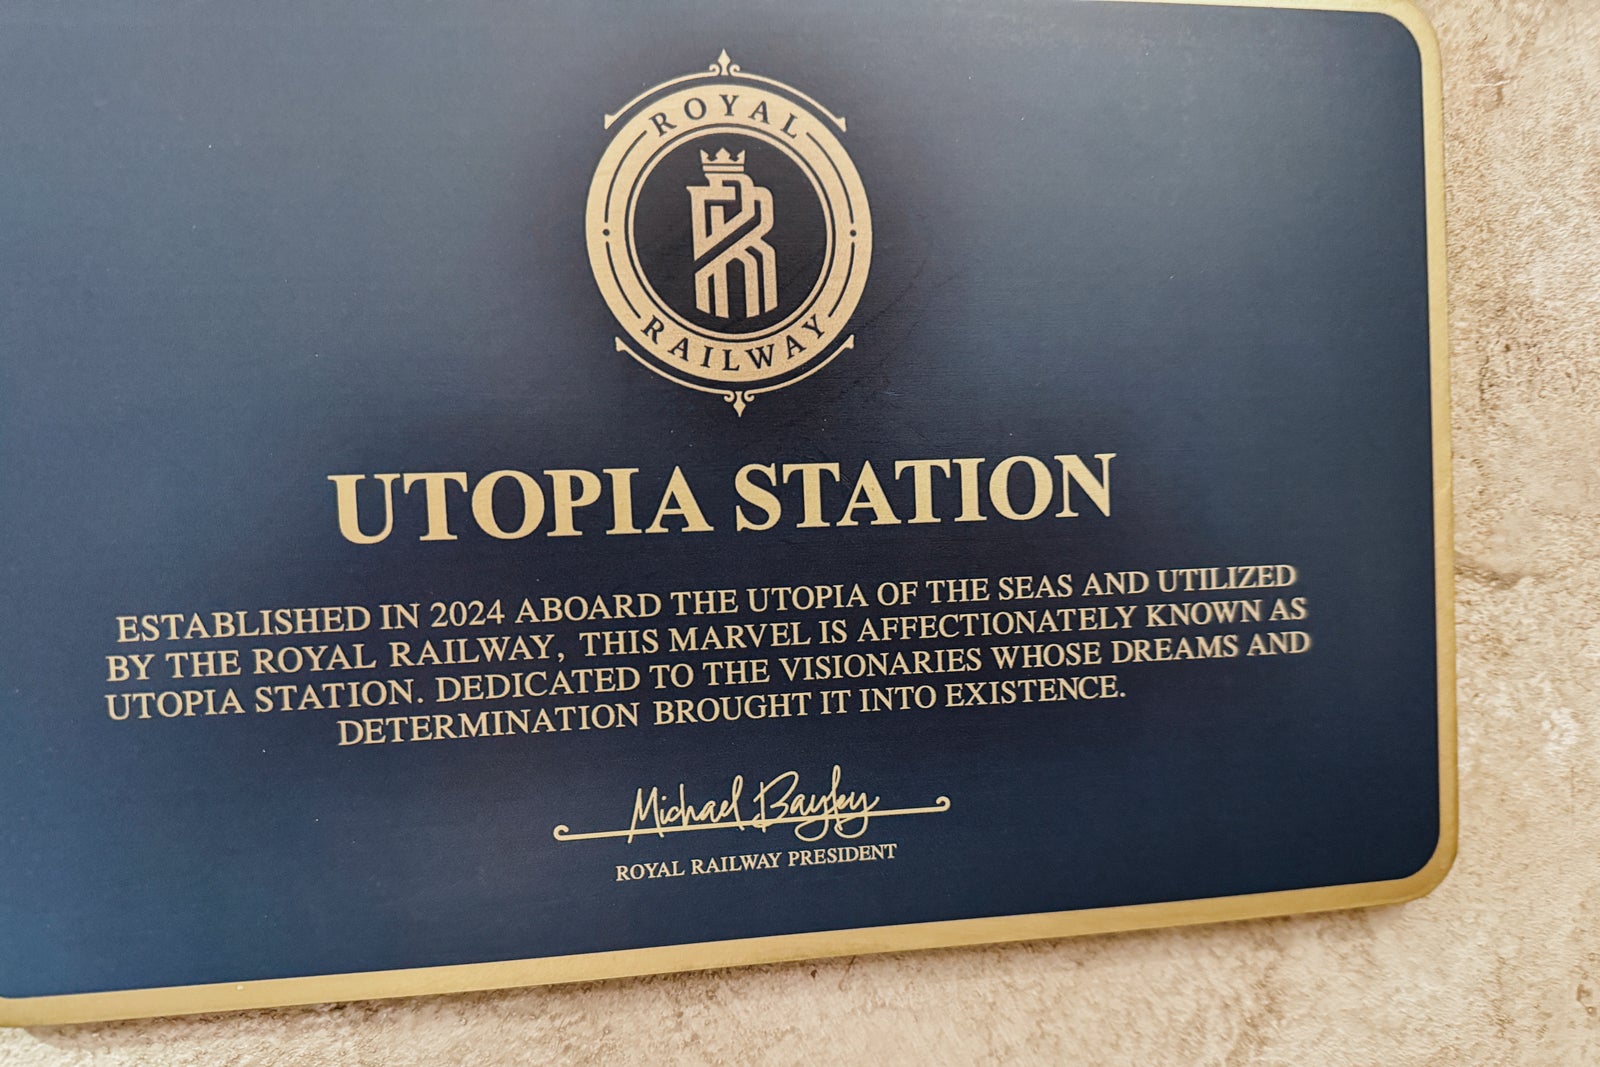 ROYAL
RAILWAY
UTOPIA STATION
ESTABLISHED IN 2024 ABOARD THE UTOPIA OF THE SEAS AND UTILIZED
BY THE ROYAL RAILWAY, THIS MARVEL IS AFFECTIONATELY KNOWN AS
UTOPIA STATION. DEDICATED TO THE VISIONARIES WHOSE DREAMS AND
DETERMINATION BROUGHT IT INTO EXISTENCE.
Michael Bayley
ROYAL RAILWAY PRESIDENT